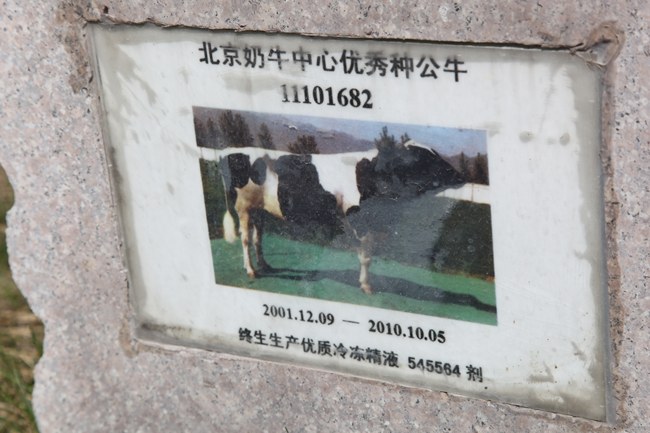 北京奶牛中心优秀种公牛
11101682
2001.12.09 — 2010.10.05
终生生产优质冷冻精液 545564 剂